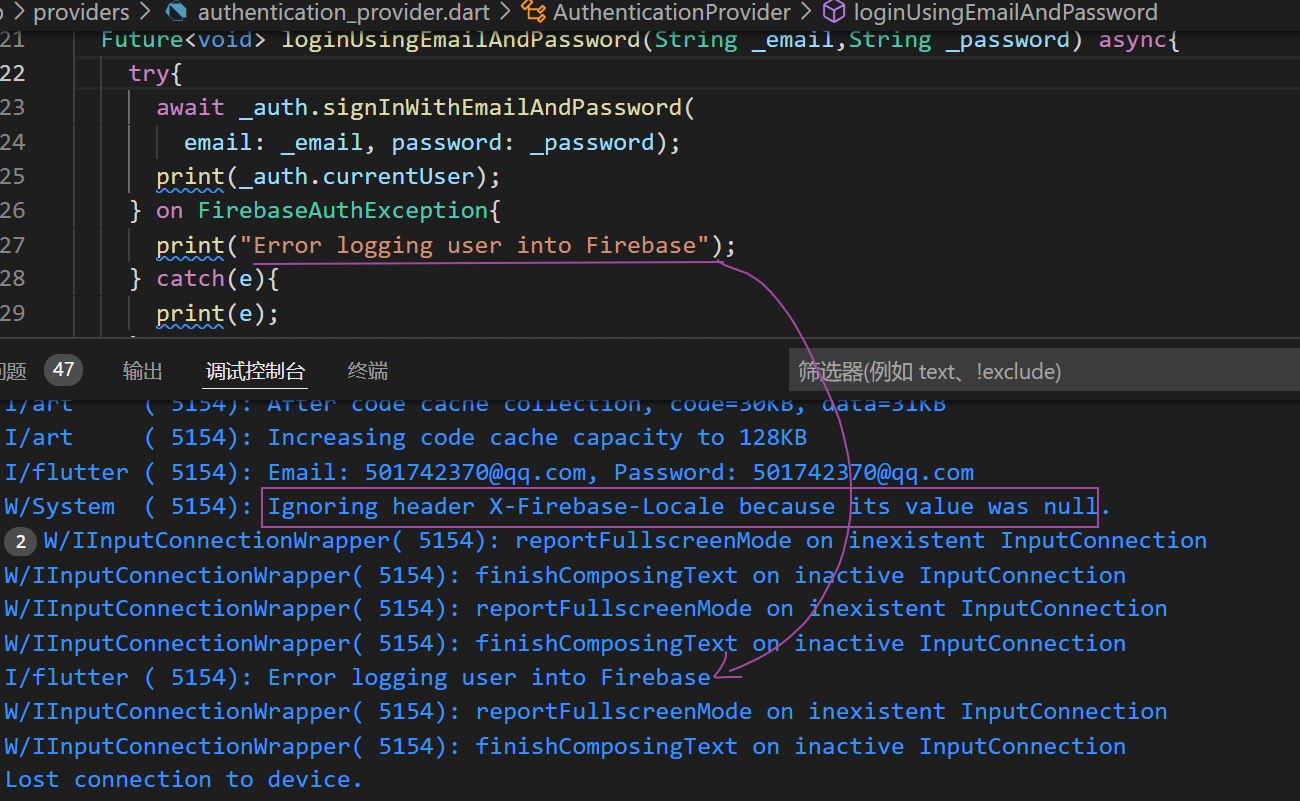 providers > authentication_provider.dart > AuthenticationProvider > loginUsingEmailAndPassword
21 Future<void> loginUsingEmailAndPassword(String _email,String _password) async{
22 try{
23 await _auth.signInWithEmailAndPassword(
24 email: _email, password: _password);
25 print(_auth.currentUser);
26 } on FirebaseAuthException{
27 print("Error logging user into Firebase");
28 } catch(e){
29 print(e);
问题 47 输出 调试控制台 终端 筛选器(例如 text、!exclude)
I/art ( 5154): After code cache collection, code=30KB, data=31KB
I/art ( 5154): Increasing code cache capacity to 128KB
I/flutter ( 5154): Email: 501742370@qq.com, Password: 501742370@qq.com
W/System ( 5154): Ignoring header X-Firebase-Locale because its value was null.
2 W/IInputConnectionWrapper( 5154): reportFullscreenMode on inexistent InputConnection
W/IInputConnectionWrapper( 5154): finishComposingText on inactive InputConnection
W/IInputConnectionWrapper( 5154): reportFullscreenMode on inexistent InputConnection
W/IInputConnectionWrapper( 5154): finishComposingText on inactive InputConnection
I/flutter ( 5154): Error logging user into Firebase
W/IInputConnectionWrapper( 5154): reportFullscreenMode on inexistent InputConnection
W/IInputConnectionWrapper( 5154): finishComposingText on inactive InputConnection
Lost connection to device.